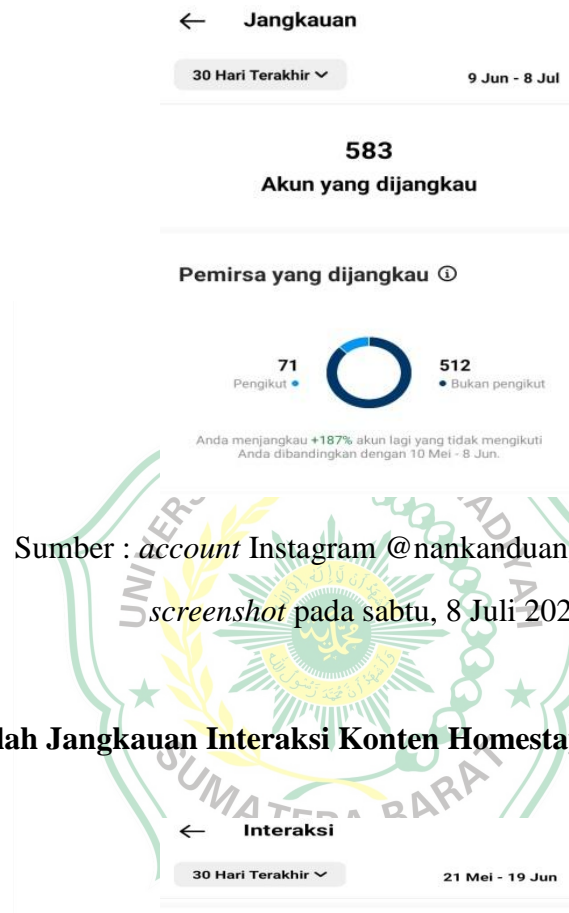 ← Jangkauan
30 Hari Terakhir
9 Jun - 8 Jul
583
Akun yang dijangkau
Pemirsa yang dijangkau
71
Pengikut
512
Bukan pengikut
Anda menjangkau +187% akun lagi yang tidak mengikuti
Anda dibandingkan dengan 10 Mei - 8 Jun.
Sumber : account Instagram @nankanduan
screenshot pada sabtu, 8 Juli 202
lah Jangkauan Interaksi Konten Homesta
SUMATERA BARAT
← Interaksi
30 Hari Terakhir
21 Mei - 19 Jun